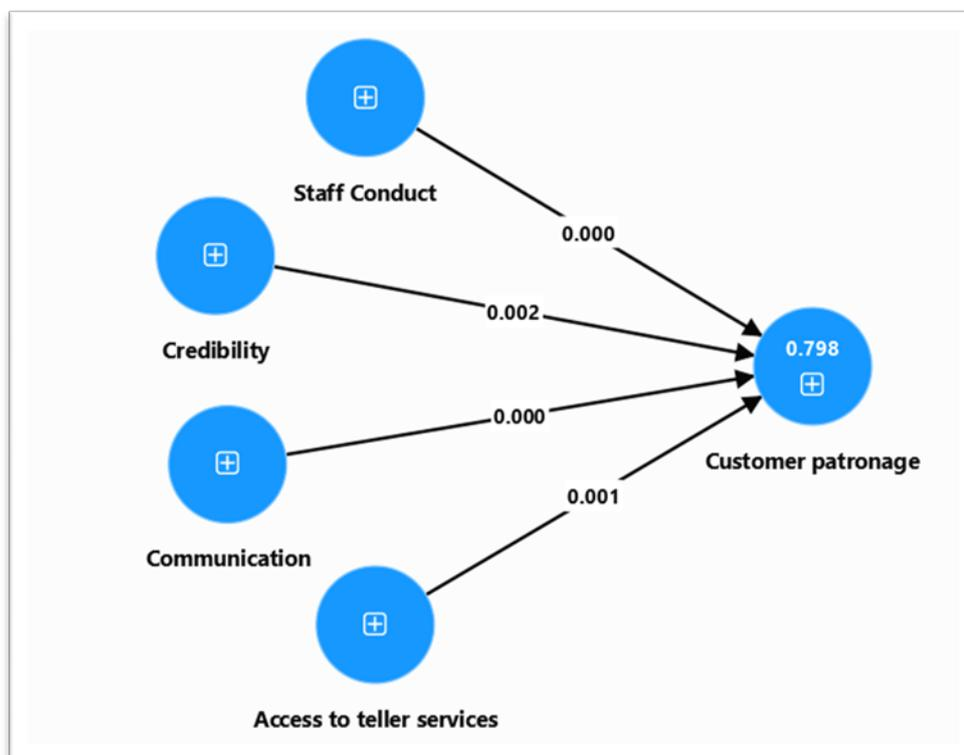 Staff Conduct
0.000
Credibility
0.002
0.798
Customer patronage
Communication
0.000
Access to teller services
0.001